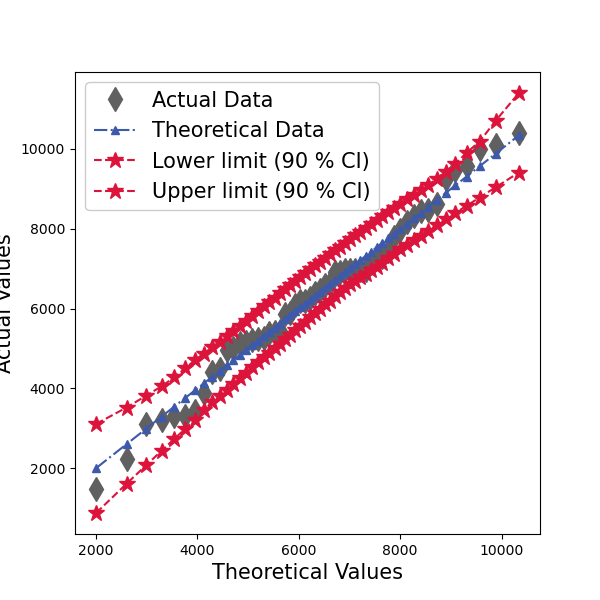 Actual Data
Theoretical Data
Lower limit (90 % CI)
Upper limit (90 % CI)
Actual Values
10000
8000
6000
4000
2000
2000 4000 6000 8000 10000
Theoretical Values